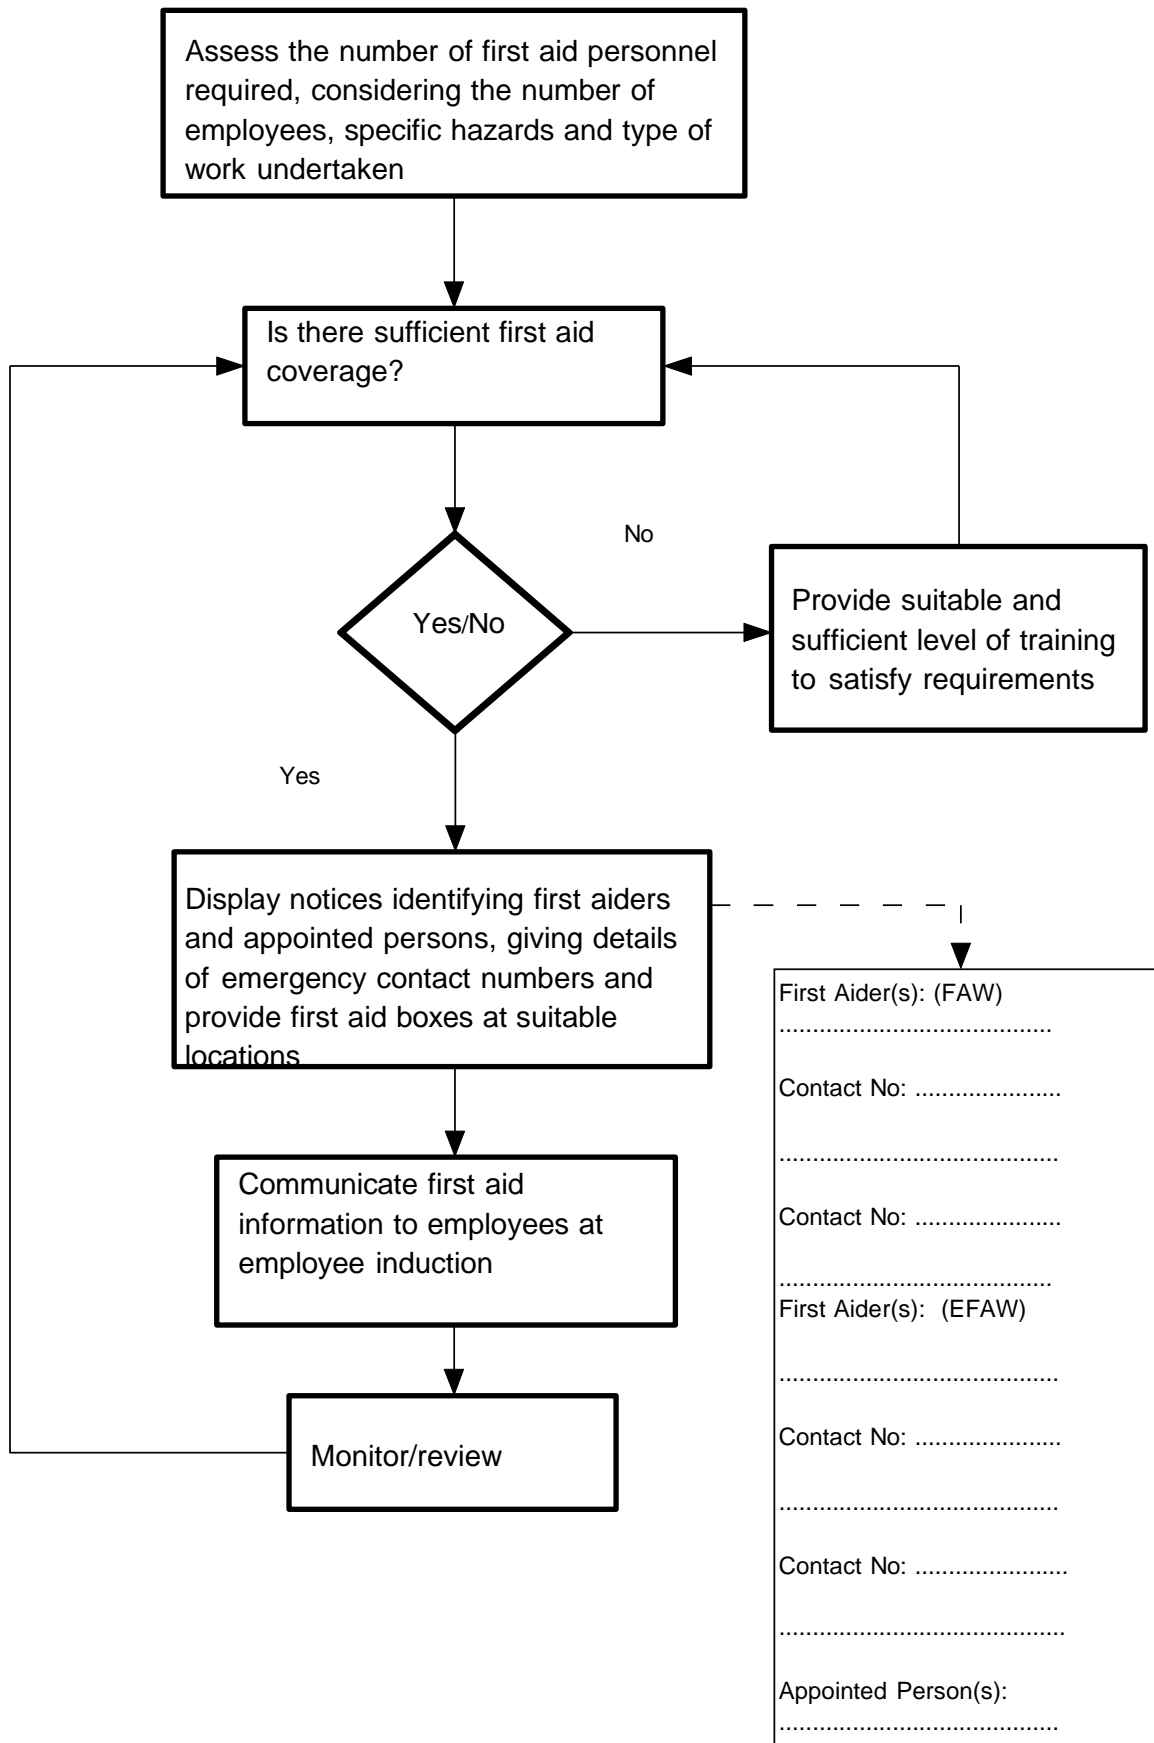 Assess the number of first aid personnel
required, considering the number of
employees, specific hazards and type of
work undertaken
Is there sufficient first aid
coverage?
No
Yes/No
Provide suitable and
sufficient level of training
to satisfy requirements
Yes
Display notices identifying first aiders
and appointed persons, giving details
of emergency contact numbers and
provide first aid boxes at suitable
locations
Communicate first aid
information to employees at
employee induction
Monitor/review
First Aider(s): (FAW)
.........................................
Contact No: ......................
..........................................
Contact No: ......................
.........................................
First Aider(s): (EFAW)
..........................................
Contact No: ......................
..........................................
Contact No: .......................
...........................................
Appointed Person(s):
..........................................